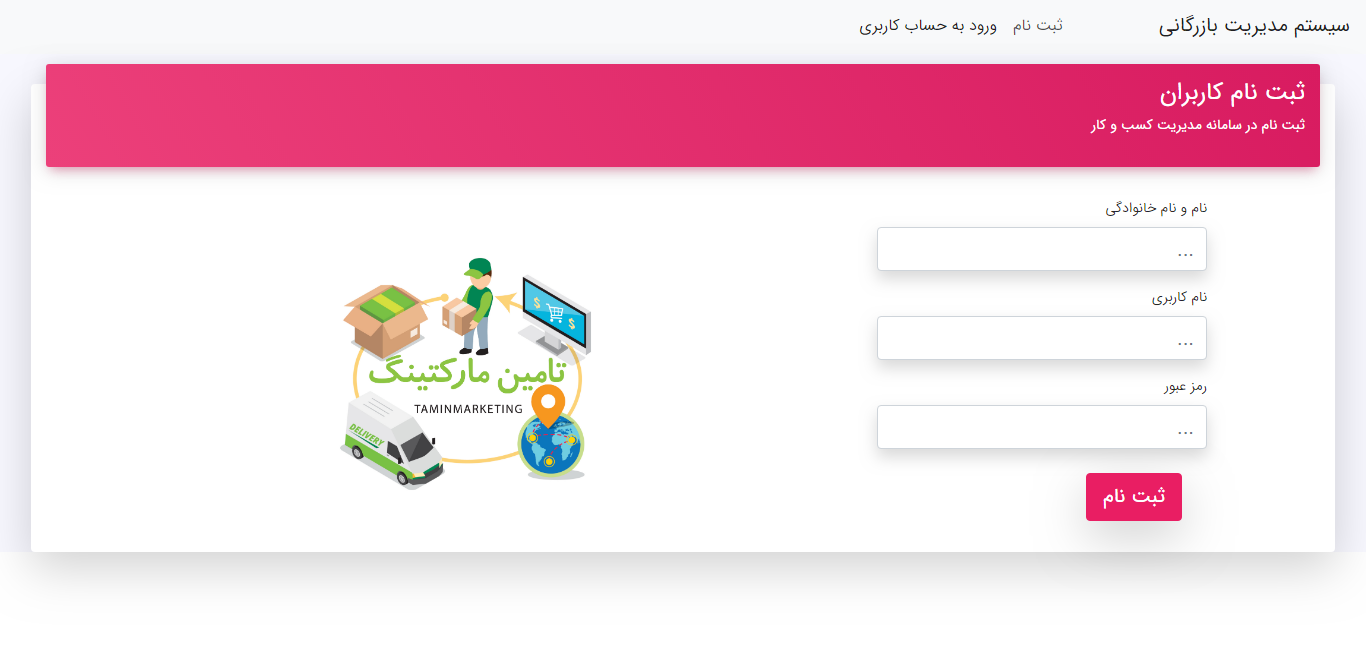 سیستم مدیریت بازرگانی
ثبت نام
ورود به حساب کاربری
ثبت نام کاربران
ثبت نام در سامانه مدیریت کسب و کار
نام و نام خانوادگی
...
نام کاربری
...
رمز عبور
...
ثبت نام
$
$
تامین مارکتینگ
TAMINMARKETING
DELIVERY